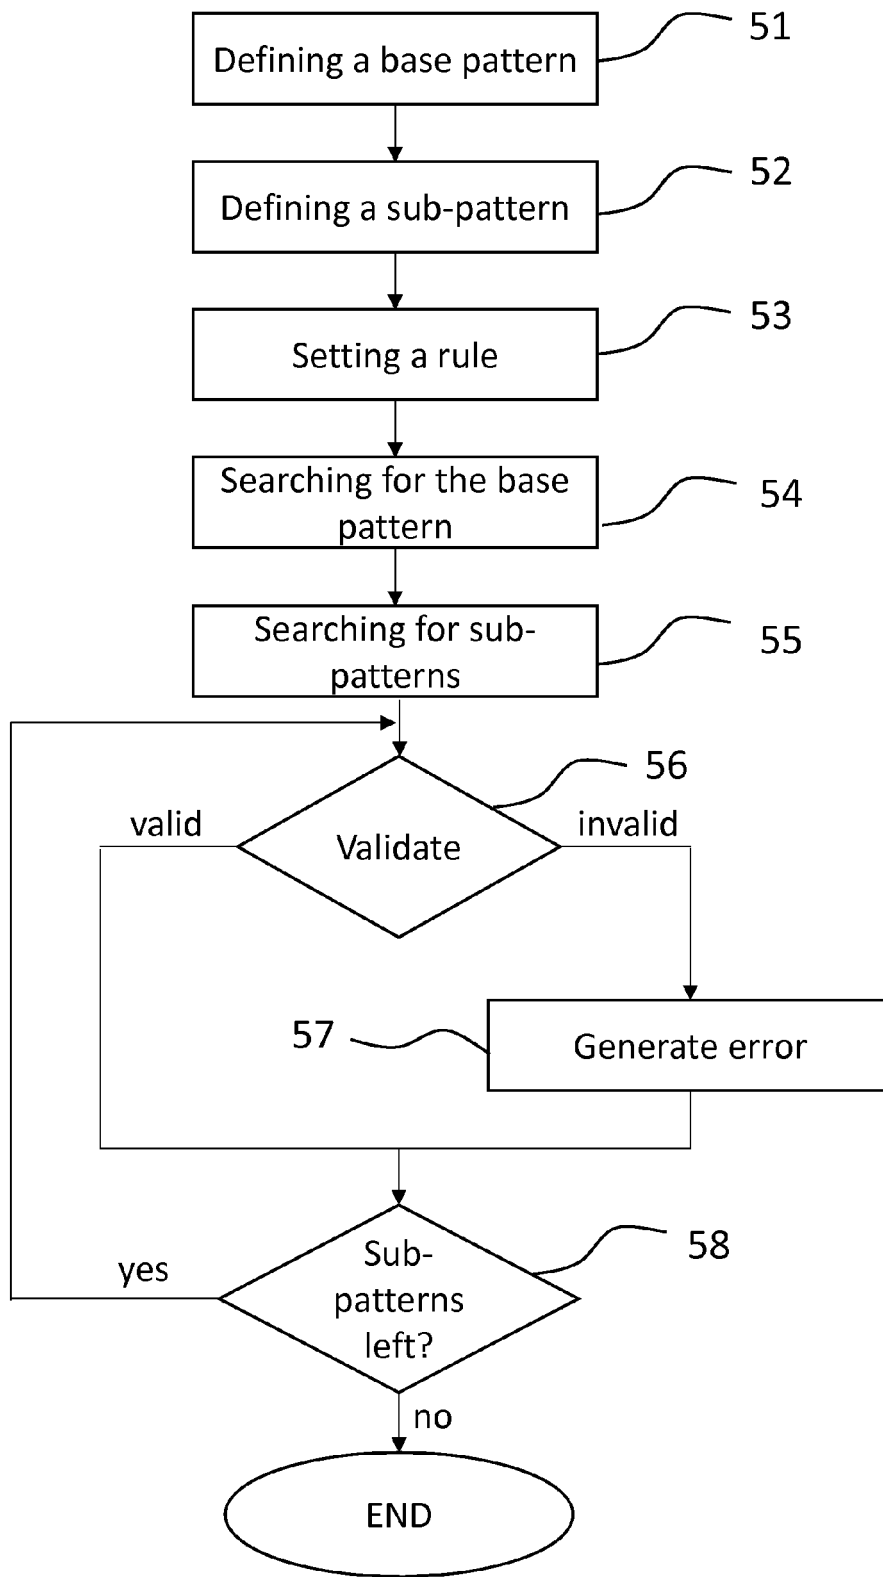 51
Defining a base pattern
52
Defining a sub-pattern
53
Setting a rule
54
Searching for the base
pattern
55
Searching for sub-
patterns
56
valid
invalid
Validate
57
Generate error
58
yes
Sub-
patterns
left?
no
END